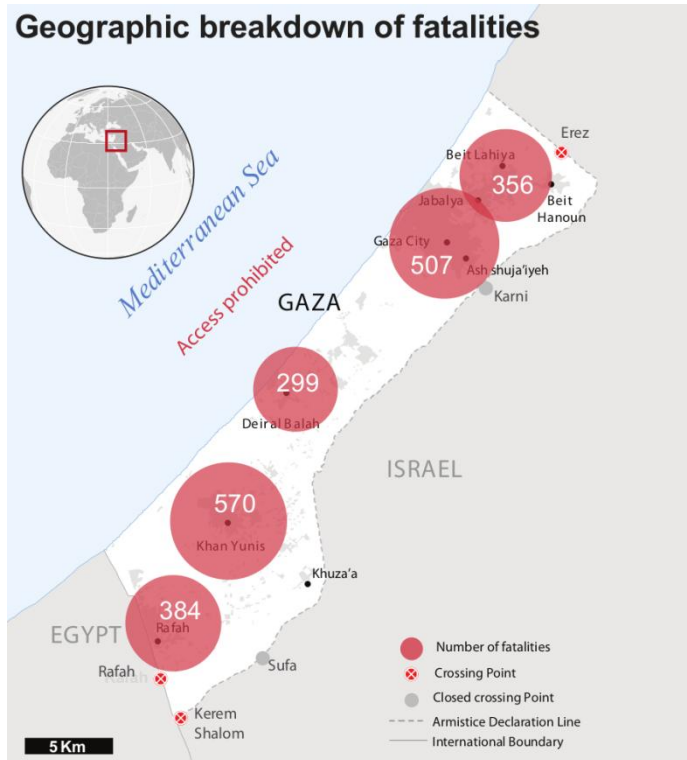 Geographic breakdown of fatalities
Mediterranean Sea
Access prohibited
Erez
Beit Lahiya
356
Jabalya
Beit
Hanoun
Gaza City
507
Ash shuja'iyeh
Karni
GAZA
299
Deiral Balah
ISRAEL
570
Khan Yunis
Khuza'a
384
Rafah
EGYPT
Rafah
Rafah
Sufa
Kerem
Shalom
Number of fatalities
Crossing Point
Closed crossing Point
Armistice Declaration Line
International Boundary
5 Km